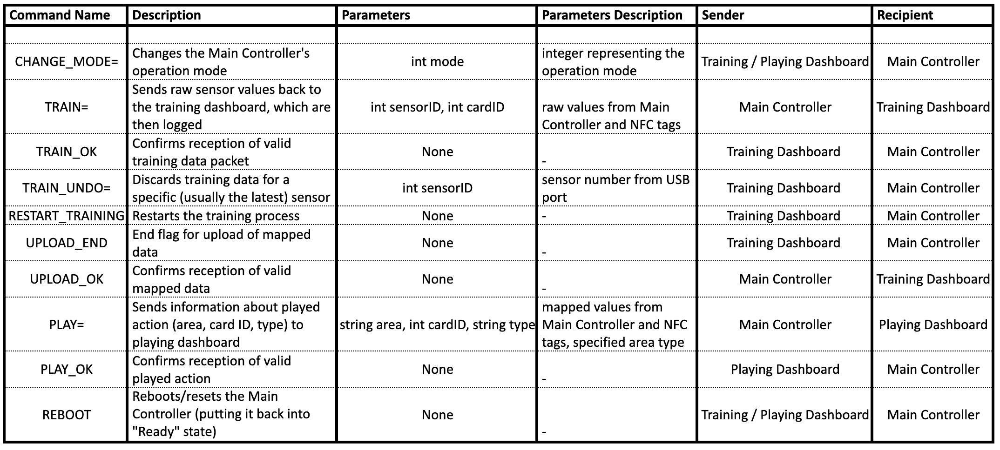 Command Name Description Parameters Parameters Description Sender Recipient
CHANGE_MODE= Changes the Main Controller's operation mode int mode integer representing the operation mode Training / Playing Dashboard Main Controller
TRAIN= Sends raw sensor values back to the training dashboard, which are then logged int sensorID, int cardID raw values from Main Controller and NFC tags Main Controller Training Dashboard
TRAIN_OK Confirms reception of valid training data packet None - Training Dashboard Main Controller
TRAIN_UNDO= Discards training data for a specific (usually the latest) sensor int sensorID sensor number from USB port Training Dashboard Main Controller
RESTART_TRAINING Restarts the training process None - Training Dashboard Main Controller
UPLOAD_END End flag for upload of mapped data None - Training Dashboard Main Controller
UPLOAD_OK Confirms reception of valid mapped data None - Main Controller Training Dashboard
PLAY= Sends information about played action (area, card ID, type) to playing dashboard string area, int cardID, string type mapped values from Main Controller and NFC tags, specified area type Main Controller Playing Dashboard
PLAY_OK Confirms reception of valid played action None - Playing Dashboard Main Controller
REBOOT Reboots/resets the Main Controller (putting it back into "Ready" state) None - Training / Playing Dashboard Main Controller